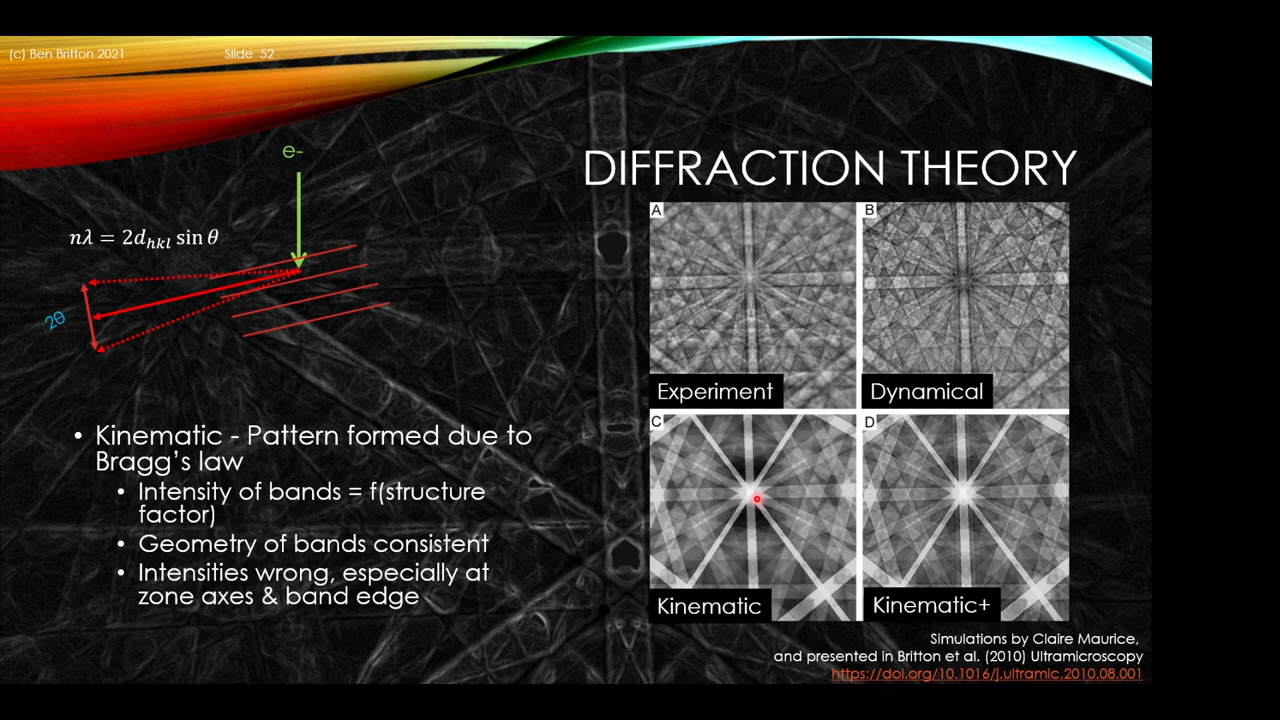 (c) Ben Britton 2021 Slide 52
e-
DIFFRACTION THEORY
nλ = 2d_{hkl} sin θ
2θ
• Kinematic - Pattern formed due to
Bragg's law
• Intensity of bands = f(structure
factor)
• Geometry of bands consistent
• Intensities wrong, especially at
zone axes & band edge
A
Experiment
B
Dynamical
C
Kinematic
D
Kinematic+
Simulations by Claire Maurice,
and presented in Britton et al. (2010) Ultramicroscopy
https://doi.org/10.1016/j.ultramic.2010.08.001